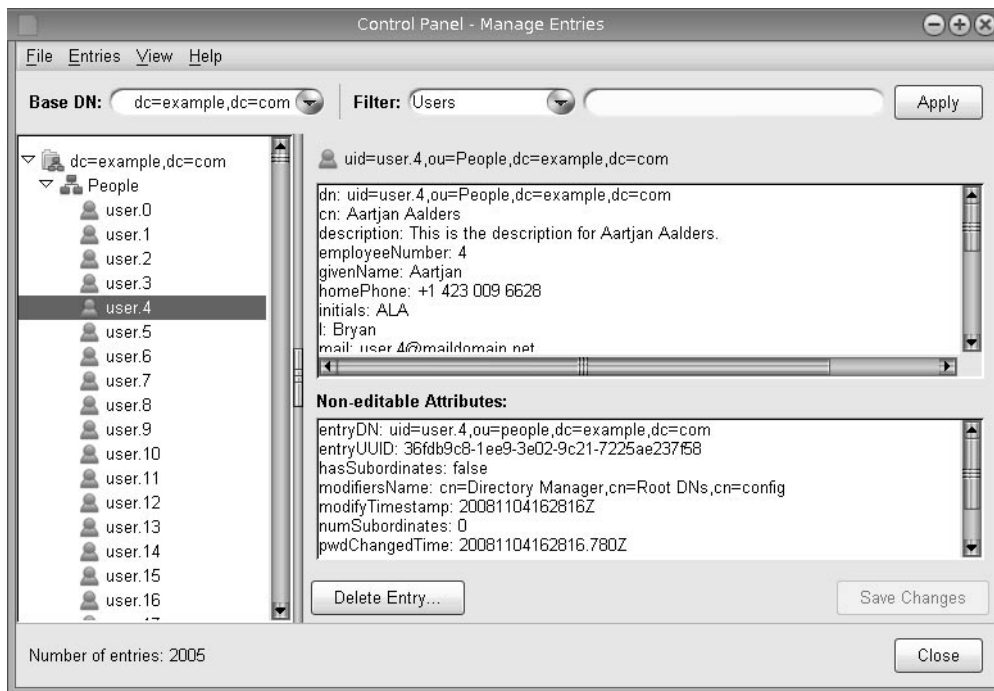 Control Panel - Manage Entries
File Entries View Help
Base DN: dc=example,dc=com Filter: Users Apply
dc=example,dc=com
People
user.0
user.1
user.2
user.3
user.4
user.5
user.6
user.7
user.8
user.9
user.10
user.11
user.12
user.13
user.14
user.15
user.16
uid=user.4,ou=People,dc=example,dc=com
dn: uid=user.4,ou=People,dc=example,dc=com
cn: Aartjan Aalders
description: This is the description for Aartjan Aalders.
employeeNumber: 4
givenName: Aartjan
homePhone: +1 423 009 6628
initials: ALA
l: Bryan
mail: user.4@maildomain.net
Non-editable Attributes:
entryDN: uid=user.4,ou=people,dc=example,dc=com
entryUUID: 36fdb9c8-1ee9-3e02-9c21-7225ae237f58
hasSubordinates: false
modifiersName: cn=Directory Manager,cn=Root DNs,cn=config
modifyTimestamp: 20081104162816Z
numSubordinates: 0
pwdChangedTime: 20081104162816.780Z
Delete Entry... Save Changes
Number of entries: 2005 Close